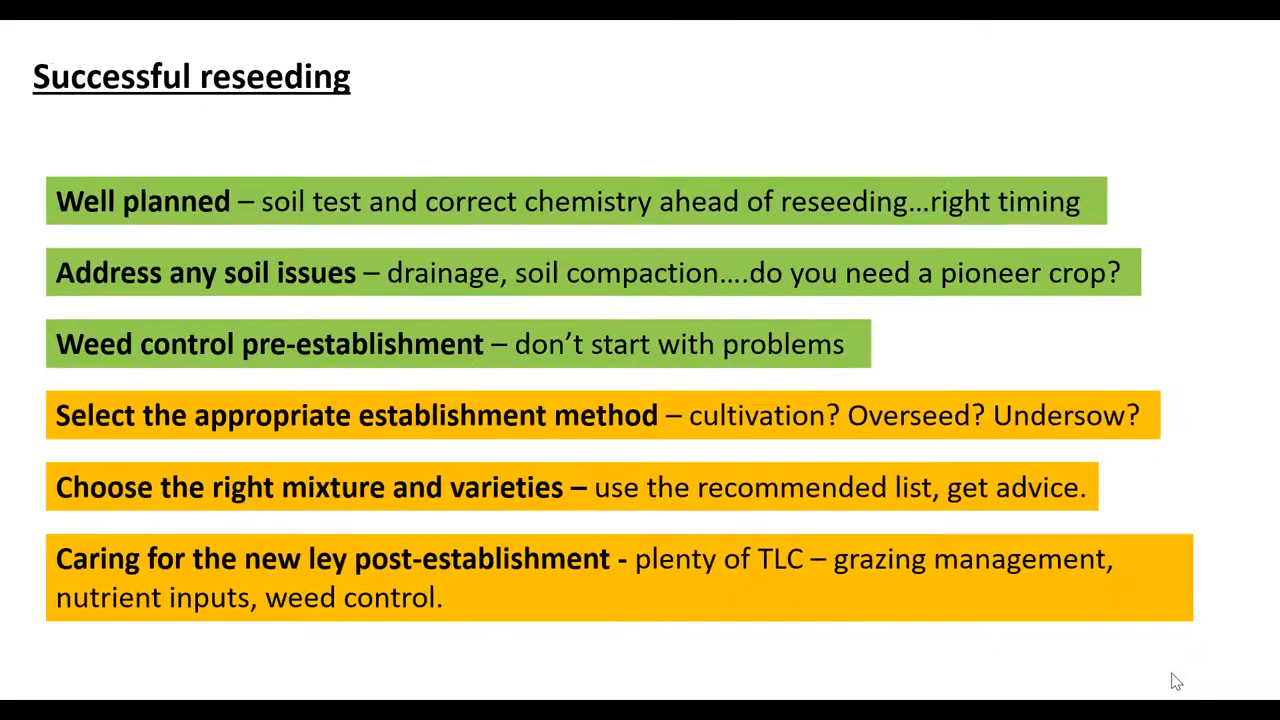 Successful reseeding
Well planned – soil test and correct chemistry ahead of reseeding...right timing
Address any soil issues – drainage, soil compaction....do you need a pioneer crop?
Weed control pre-establishment – don't start with problems
Select the appropriate establishment method – cultivation? Overseed? Undersow?
Choose the right mixture and varieties – use the recommended list, get advice.
Caring for the new ley post-establishment - plenty of TLC – grazing management,
nutrient inputs, weed control.